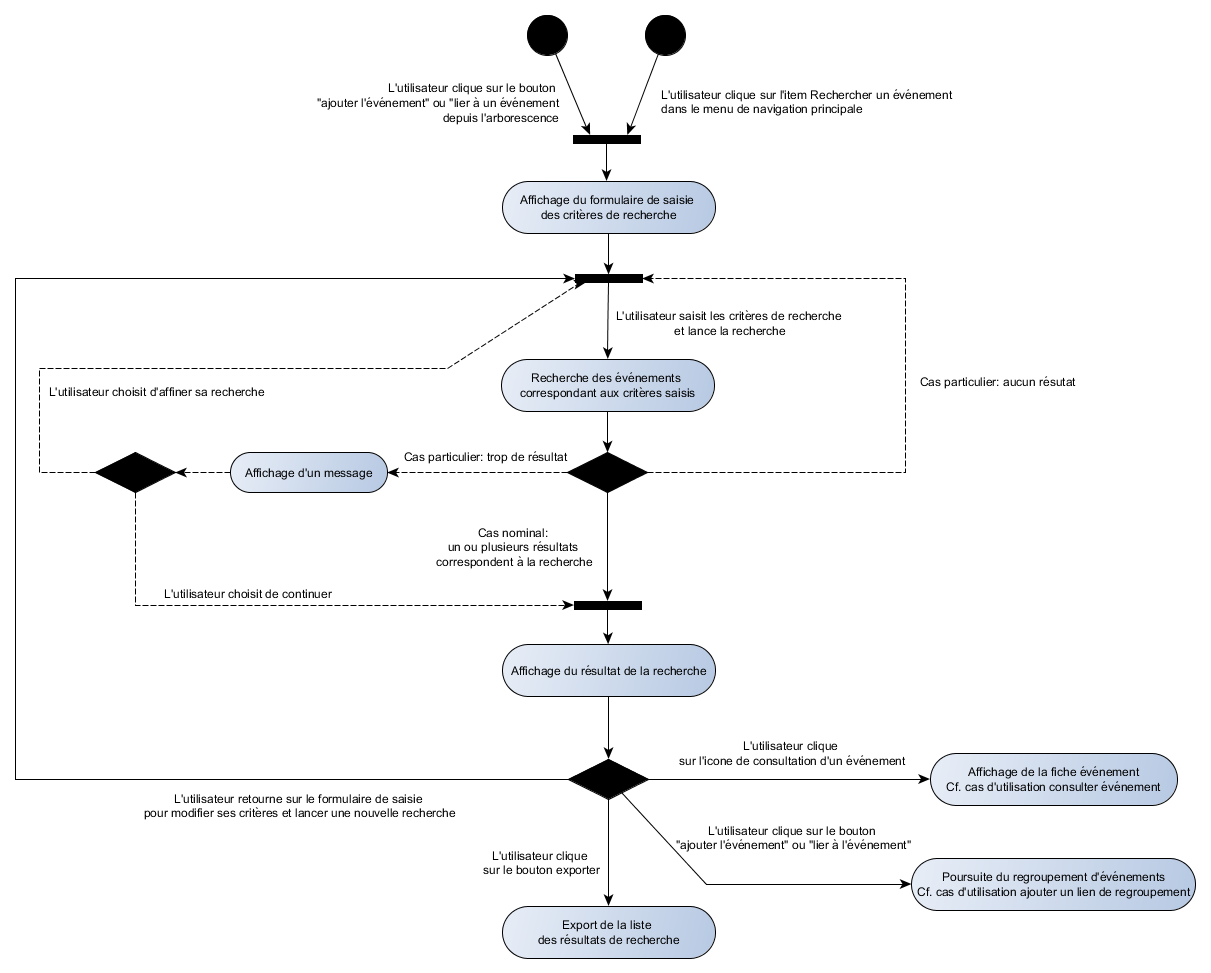 L'utilisateur clique sur le bouton
"ajouter l'événement" ou "lier à un événement
depuis l'arborescence
L'utilisateur clique sur l'item Rechercher un événement
dans le menu de navigation principale
Affichage du formulaire de saisie
des critères de recherche
L'utilisateur saisit les critères de recherche
et lance la recherche
Recherche des événements
correspondant aux critères saisis
Cas particulier: aucun résutat
L'utilisateur choisit d'affiner sa recherche
Cas particulier: trop de résultat
Affichage d'un message
Cas nominal:
un ou plusieurs résultats
correspondent à la recherche
L'utilisateur choisit de continuer
Affichage du résultat de la recherche
L'utilisateur clique
sur l'icone de consultation d'un événement
Affichage de la fiche événement
Cf. cas d'utilisation consulter événement
L'utilisateur retourne sur le formulaire de saisie
pour modifier ses critères et lancer une nouvelle recherche
L'utilisateur clique sur le bouton
"ajouter l'événement" ou "lier à l'événement"
L'utilisateur clique
sur le bouton exporter
Poursuite du regroupement d'événements
Cf. cas d'utilisation ajouter un lien de regroupement
Export de la liste
des résultats de recherche